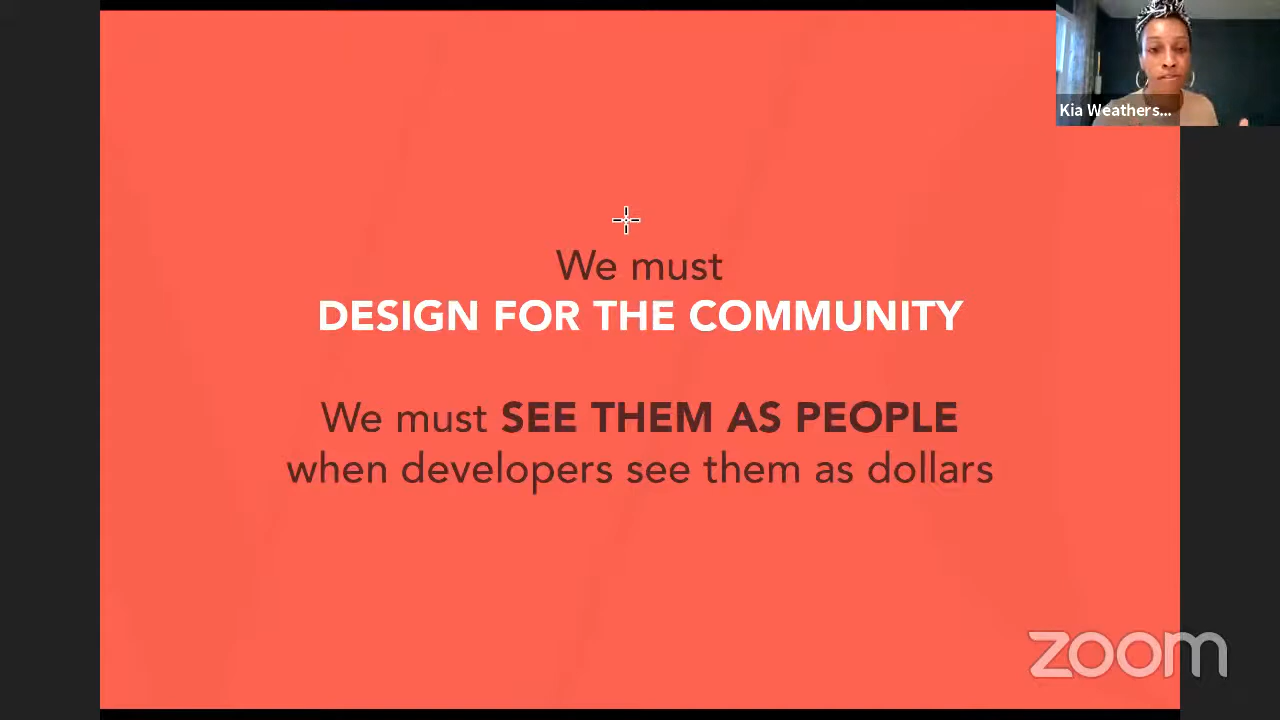 Kia Weathers...
We must
DESIGN FOR THE COMMUNITY
We must SEE THEM AS PEOPLE
when developers see them as dollars
zoom